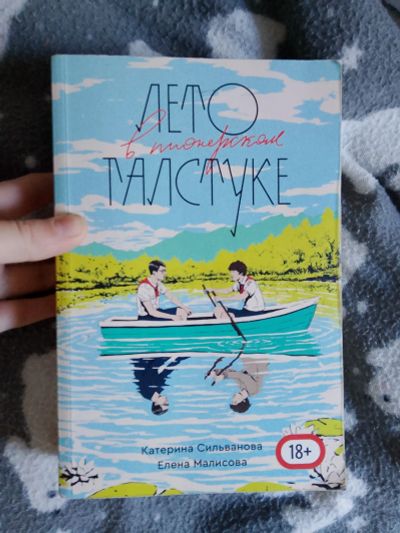 ЛЕТО
в пионерском
ГАЛСТУКЕ
Катерина Сильванова
Елена Малисова
18+